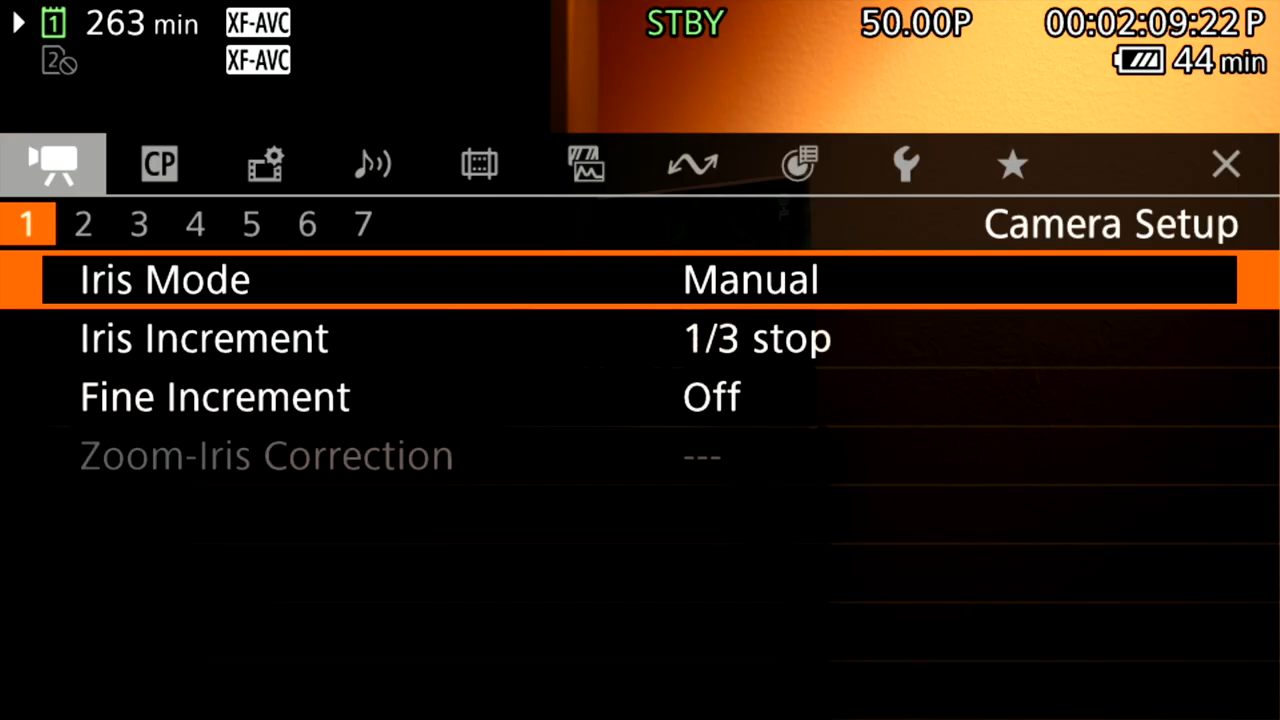 1 263 min XF-AVC STBY 50.00P 00:02:09:22 P
2 XF-AVC 44 min
CP
1 2 3 4 5 6 7 Camera Setup
Iris Mode Manual
Iris Increment 1/3 stop
Fine Increment Off
Zoom-Iris Correction ---